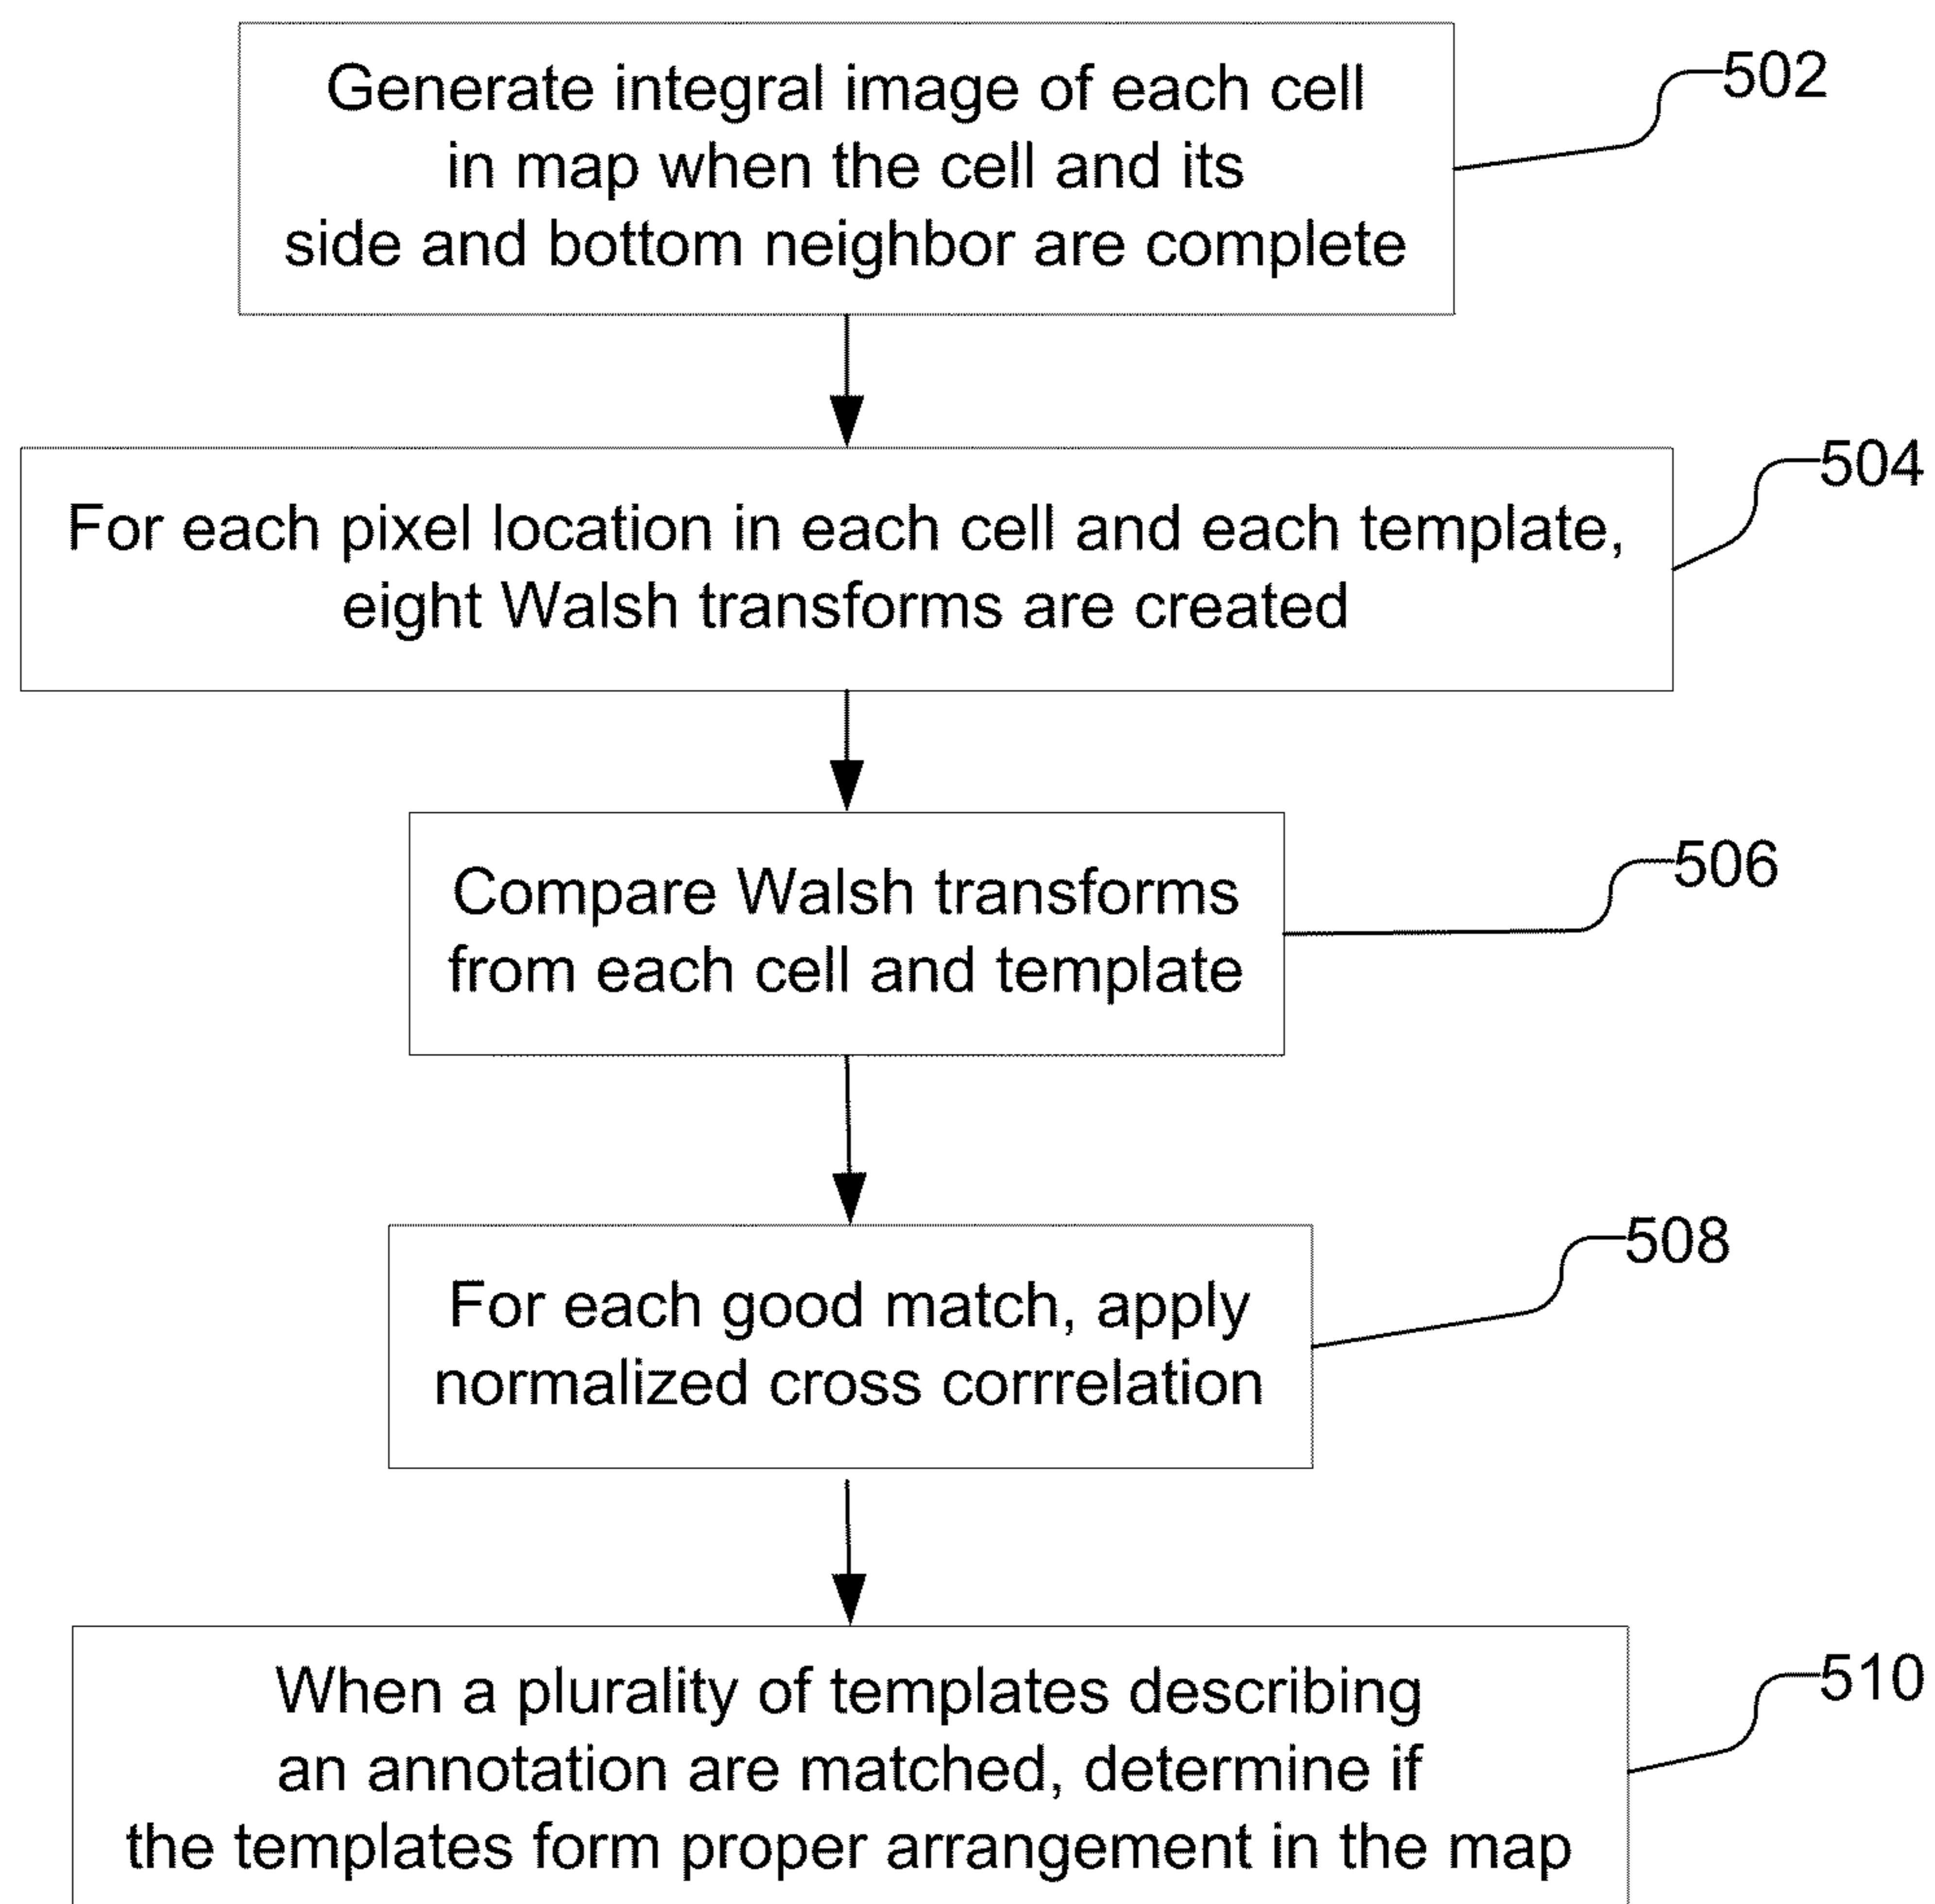 Generate integral image of each cell
in map when the cell and its
side and bottom neighbor are complete
502
For each pixel location in each cell and each template,
eight Walsh transforms are created
504
Compare Walsh transforms
from each cell and template
506
For each good match, apply
normalized cross corrrelation
508
When a plurality of templates describing
an annotation are matched, determine if
the templates form proper arrangement in the map
510